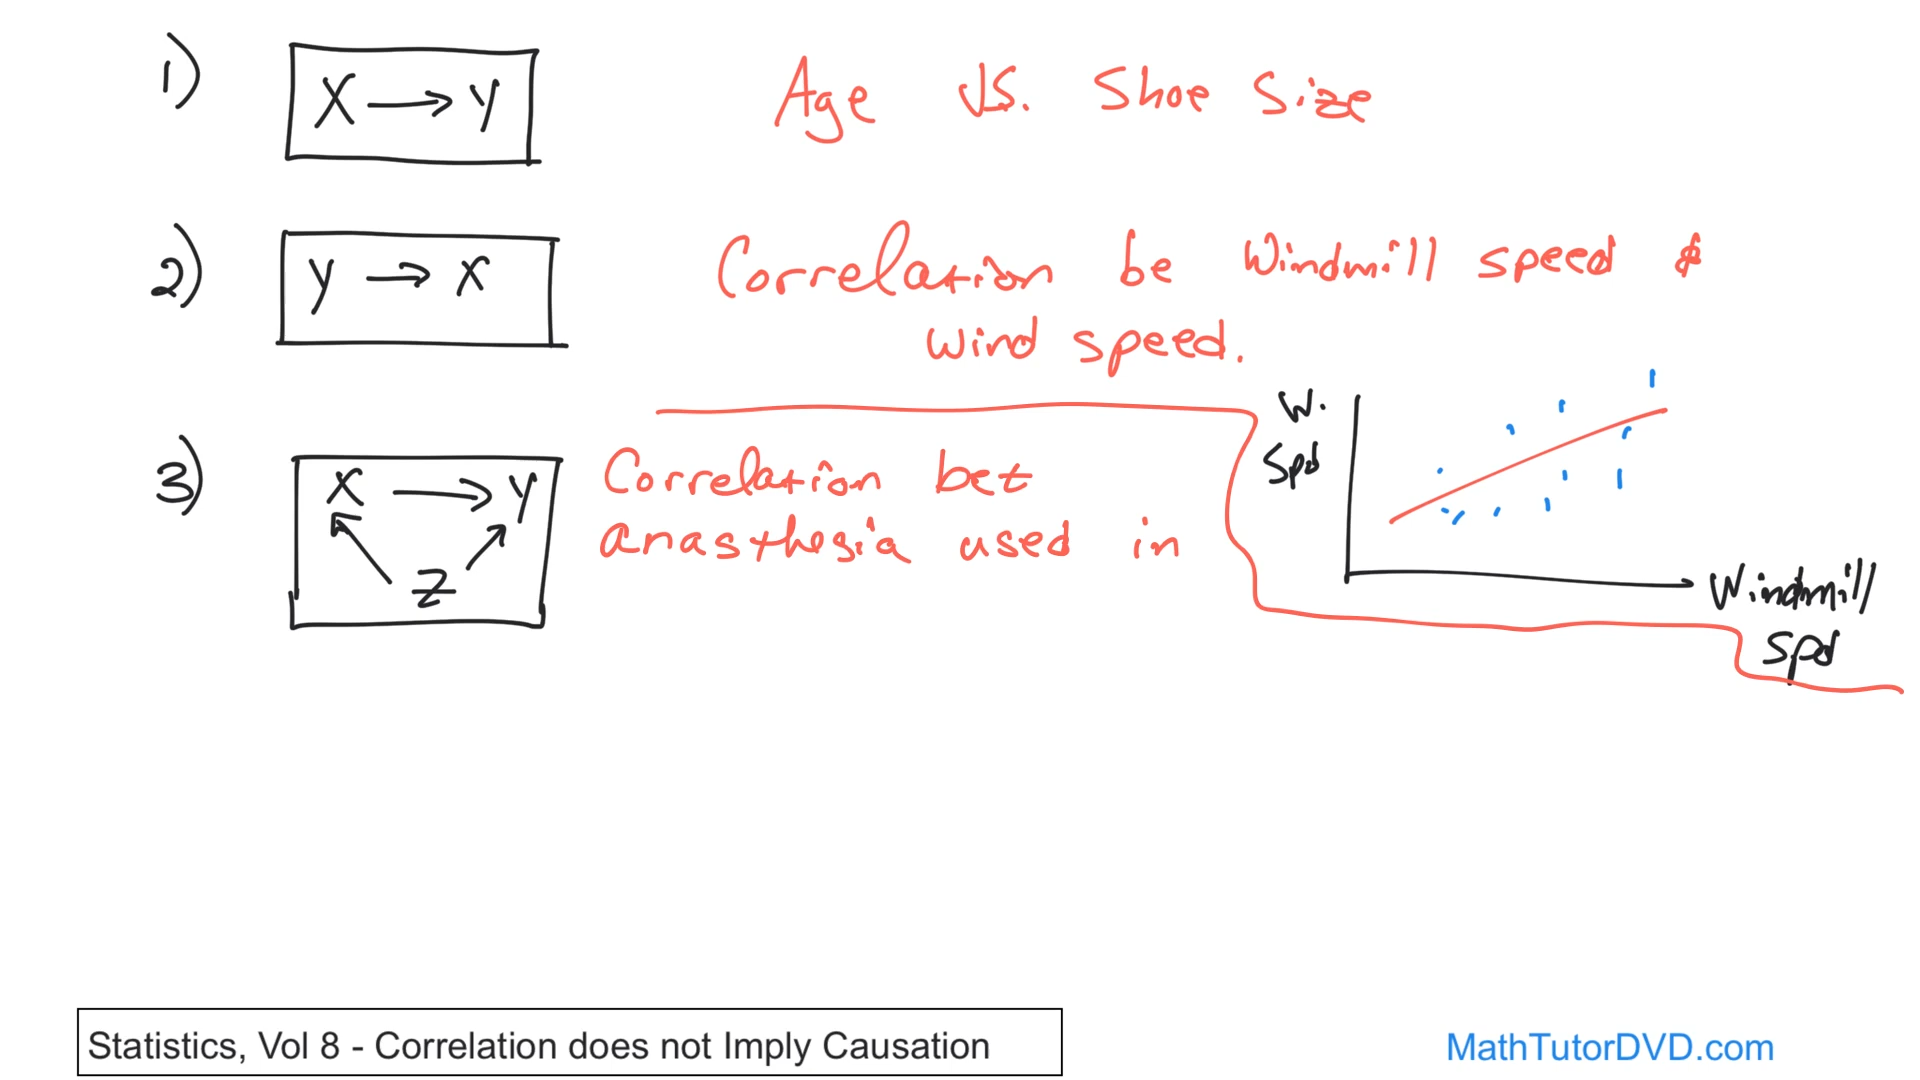 1) X → Y Age VS. Shoe Size
2) Y → X Correlation be Windmill speed &
wind speed.
3) X → Y
Z
Correlation bet
anasthesia used in
W.
Spd
Windmill
Spd
Statistics, Vol 8 - Correlation does not Imply Causation
MathTutorDVD.com